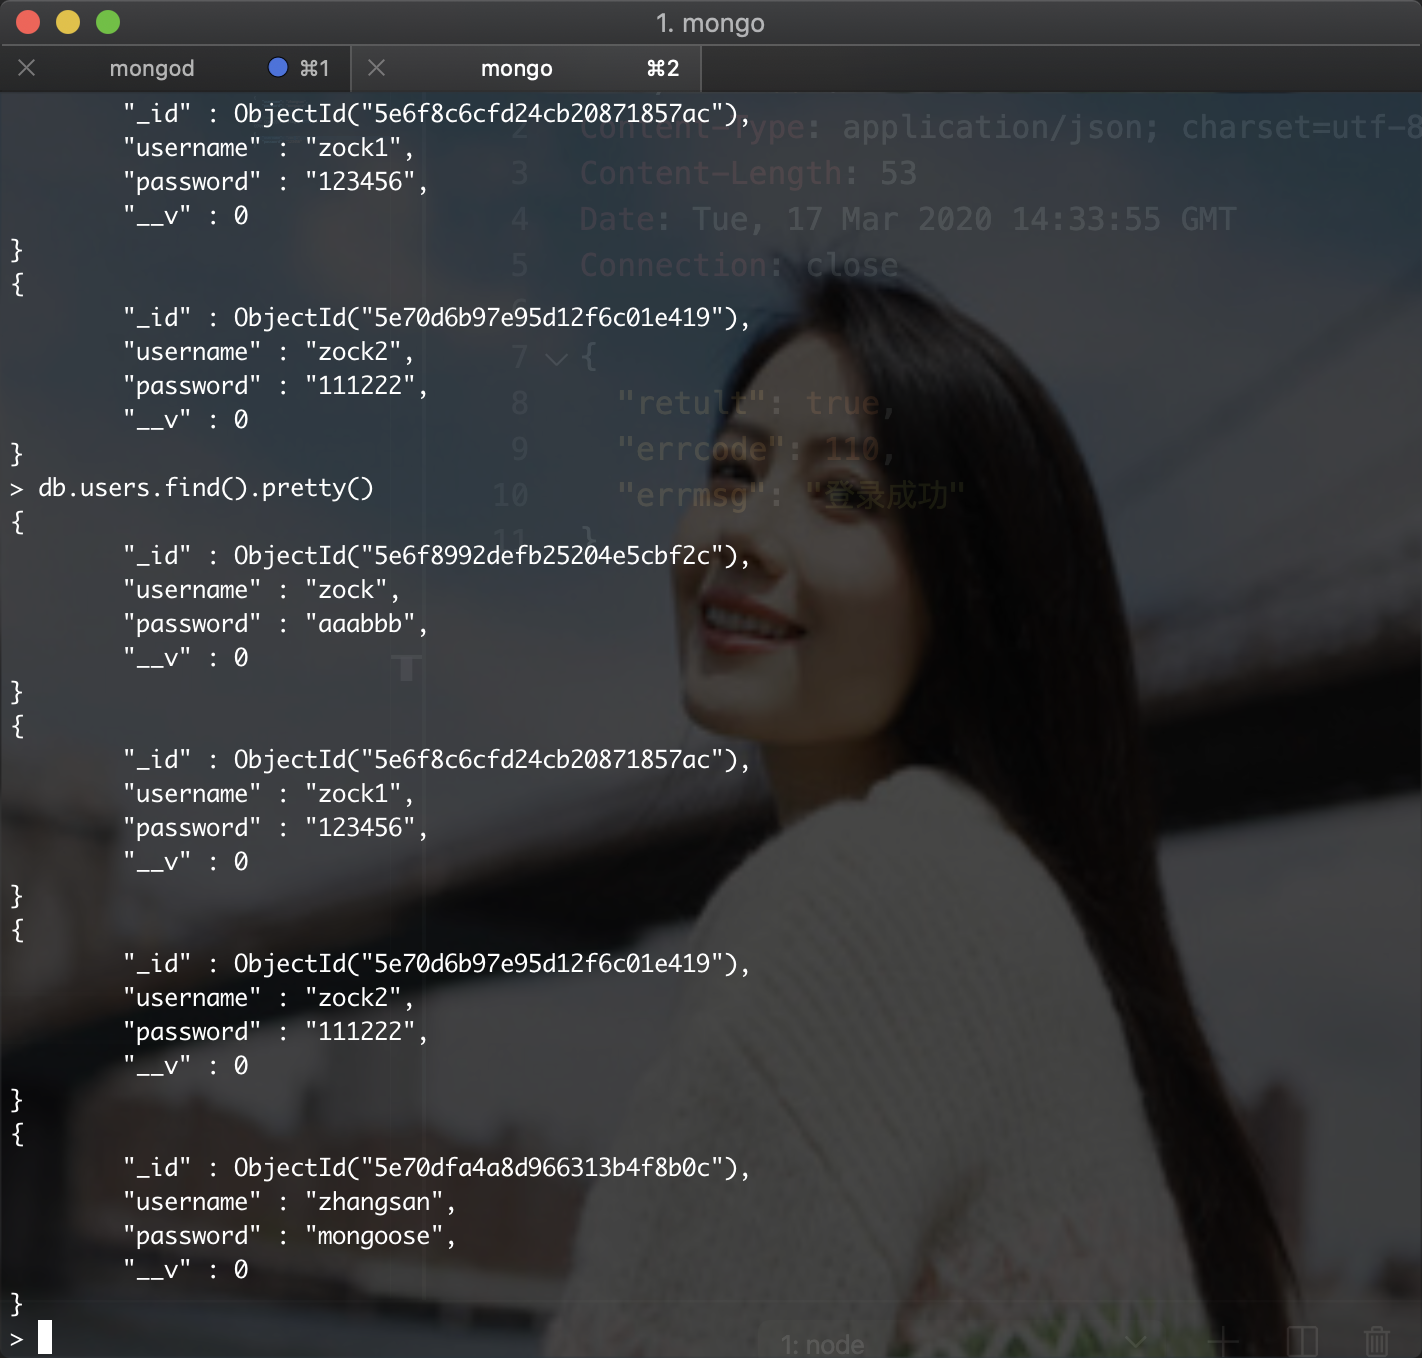 1. mongo
mongod ⌘1 mongo ⌘2
"_id" : ObjectId("5e6f8c6cfd24cb20871857ac"),
"username" : "zock1",
"password" : "123456",
"__v" : 0
}
{
"_id" : ObjectId("5e70d6b97e95d12f6c01e419"),
"username" : "zock2",
"password" : "111222",
"__v" : 0
}
> db.users.find().pretty()
{
"_id" : ObjectId("5e6f8992defb25204e5cbf2c"),
"username" : "zock",
"password" : "aaabbb",
"__v" : 0
}
{
"_id" : ObjectId("5e6f8c6cfd24cb20871857ac"),
"username" : "zock1",
"password" : "123456",
"__v" : 0
}
{
"_id" : ObjectId("5e70d6b97e95d12f6c01e419"),
"username" : "zock2",
"password" : "111222",
"__v" : 0
}
{
"_id" : ObjectId("5e70dfa4a8d966313b4f8b0c"),
"username" : "zhangsan",
"password" : "mongoose",
"__v" : 0
}
>
2 Content-Type: application/json; charset=utf-8
3 Content-Length: 53
4 Date: Tue, 17 Mar 2020 14:33:55 GMT
5 Connection: close
6
7 {
8 "retult": true,
9 "errcode": 110,
10 "errmsg": "登录成功"
11 }
T
1: node